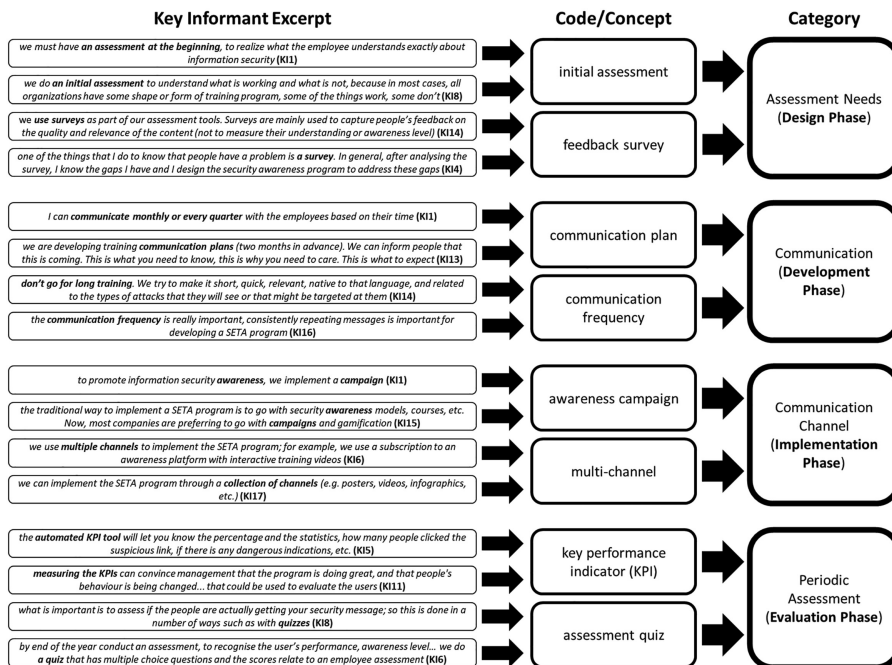 Key Informant Excerpt
Code/Concept
Category
we must have an assessment at the beginning, to realize what the employee understands exactly about
information security (KI1)
we do an initial assessment to understand what is working and what is not, because in most cases, all
organizations have some shape or form of training program, some of the things work, some don't (KI8)
initial assessment
we use surveys as part of our assessment tools. Surveys are mainly used to capture people's feedback on
the quality and relevance of the content (not to measure their understanding or awareness level) (KI14)
one of the things that I do to know that people have a problem is a survey. In general, after analysing the
survey, I know the gaps I have and I design the security awareness program to address these gaps (KI4)
feedback survey
Assessment Needs
(Design Phase)
I can communicate monthly or every quarter with the employees based on their time (KI1)
we are developing training communication plans (two months in advance). We can inform people that
this is coming. This is what you need to know, this is why you need to care. This is what to expect (KI13)
communication plan
don't go for long training. We try to make it short, quick, relevant, native to that language, and related
to the types of attacks that they will see or that might be targeted at them (KI14)
the communication frequency is really important, consistently repeating messages is important for
developing a SETA program (KI16)
communication
frequency
Communication
(Development
Phase)
to promote information security awareness, we implement a campaign (KI1)
the traditional way to implement a SETA program is to go with security awareness models, courses, etc.
Now, most companies are preferring to go with campaigns and gamification (KI15)
awareness campaign
we use multiple channels to implement the SETA program; for example, we use a subscription to an
awareness platform with interactive training videos (KI6)
we can implement the SETA program through a collection of channels (e.g. posters, videos, infographics,
etc.) (KI17)
multi-channel
Communication
Channel
(Implementation
Phase)
the automated KPI tool will let you know the percentage and the statistics, how many people clicked the
suspicious link, if there is any dangerous indications, etc. (KI5)
measuring the KPIs can convince management that the program is doing great, and that people's
behaviour is being changed... that could be used to evaluate the users (KI11)
key performance
indicator (KPI)
what is important is to assess if the people are actually getting your security message; so this is done in a
number of ways such as with quizzes (KI8)
by end of the year conduct an assessment, to recognise the user's performance, awareness level... we do
a quiz that has multiple choice questions and the scores relate to an employee assessment (KI6)
assessment quiz
Periodic
Assessment
(Evaluation Phase)